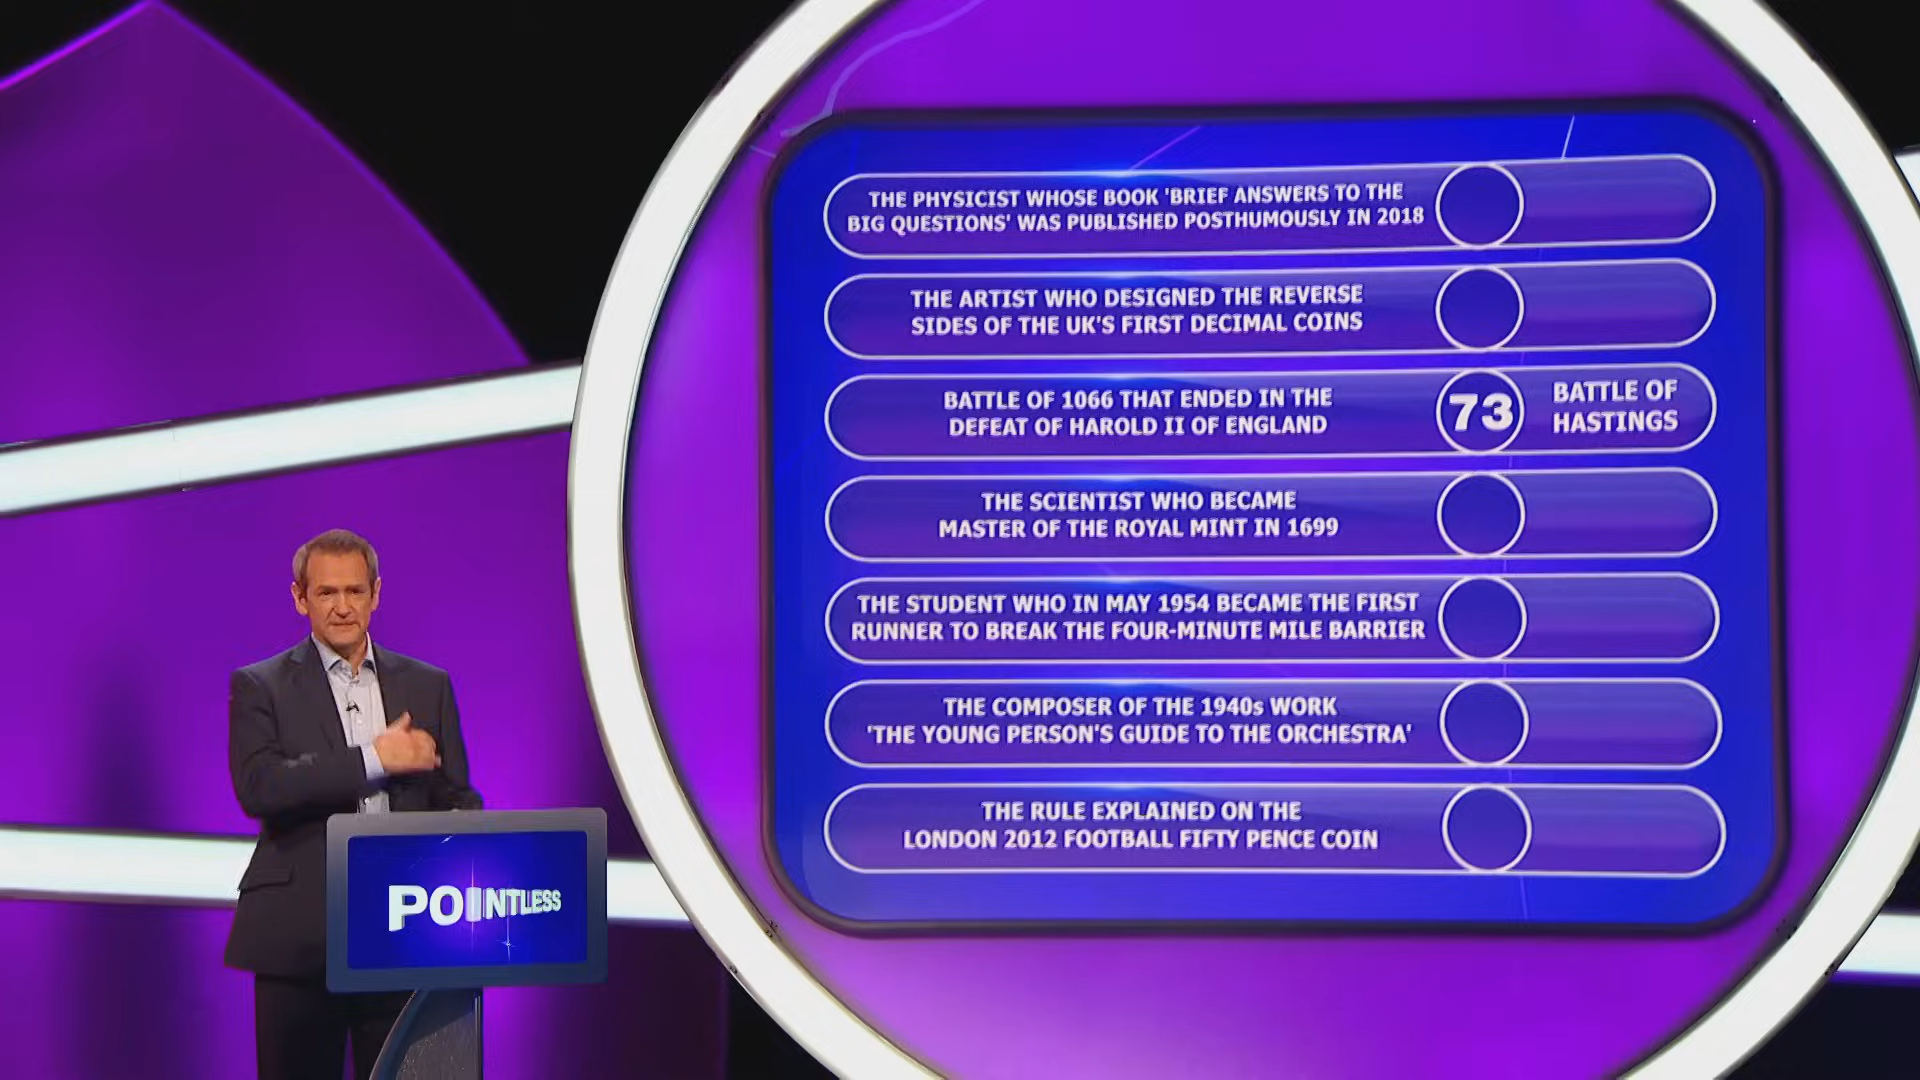 THE PHYSICIST WHOSE BOOK 'BRIEF ANSWERS TO THE
BIG QUESTIONS' WAS PUBLISHED POSTHUMOUSLY IN 2018
THE ARTIST WHO DESIGNED THE REVERSE
SIDES OF THE UK'S FIRST DECIMAL COINS
BATTLE OF 1066 THAT ENDED IN THE
DEFEAT OF HAROLD II OF ENGLAND
73
BATTLE OF
HASTINGS
THE SCIENTIST WHO BECAME
MASTER OF THE ROYAL MINT IN 1699
THE STUDENT WHO IN MAY 1954 BECAME THE FIRST
RUNNER TO BREAK THE FOUR-MINUTE MILE BARRIER
THE COMPOSER OF THE 1940s WORK
'THE YOUNG PERSON'S GUIDE TO THE ORCHESTRA'
THE RULE EXPLAINED ON THE
LONDON 2012 FOOTBALL FIFTY PENCE COIN
POINTLESS